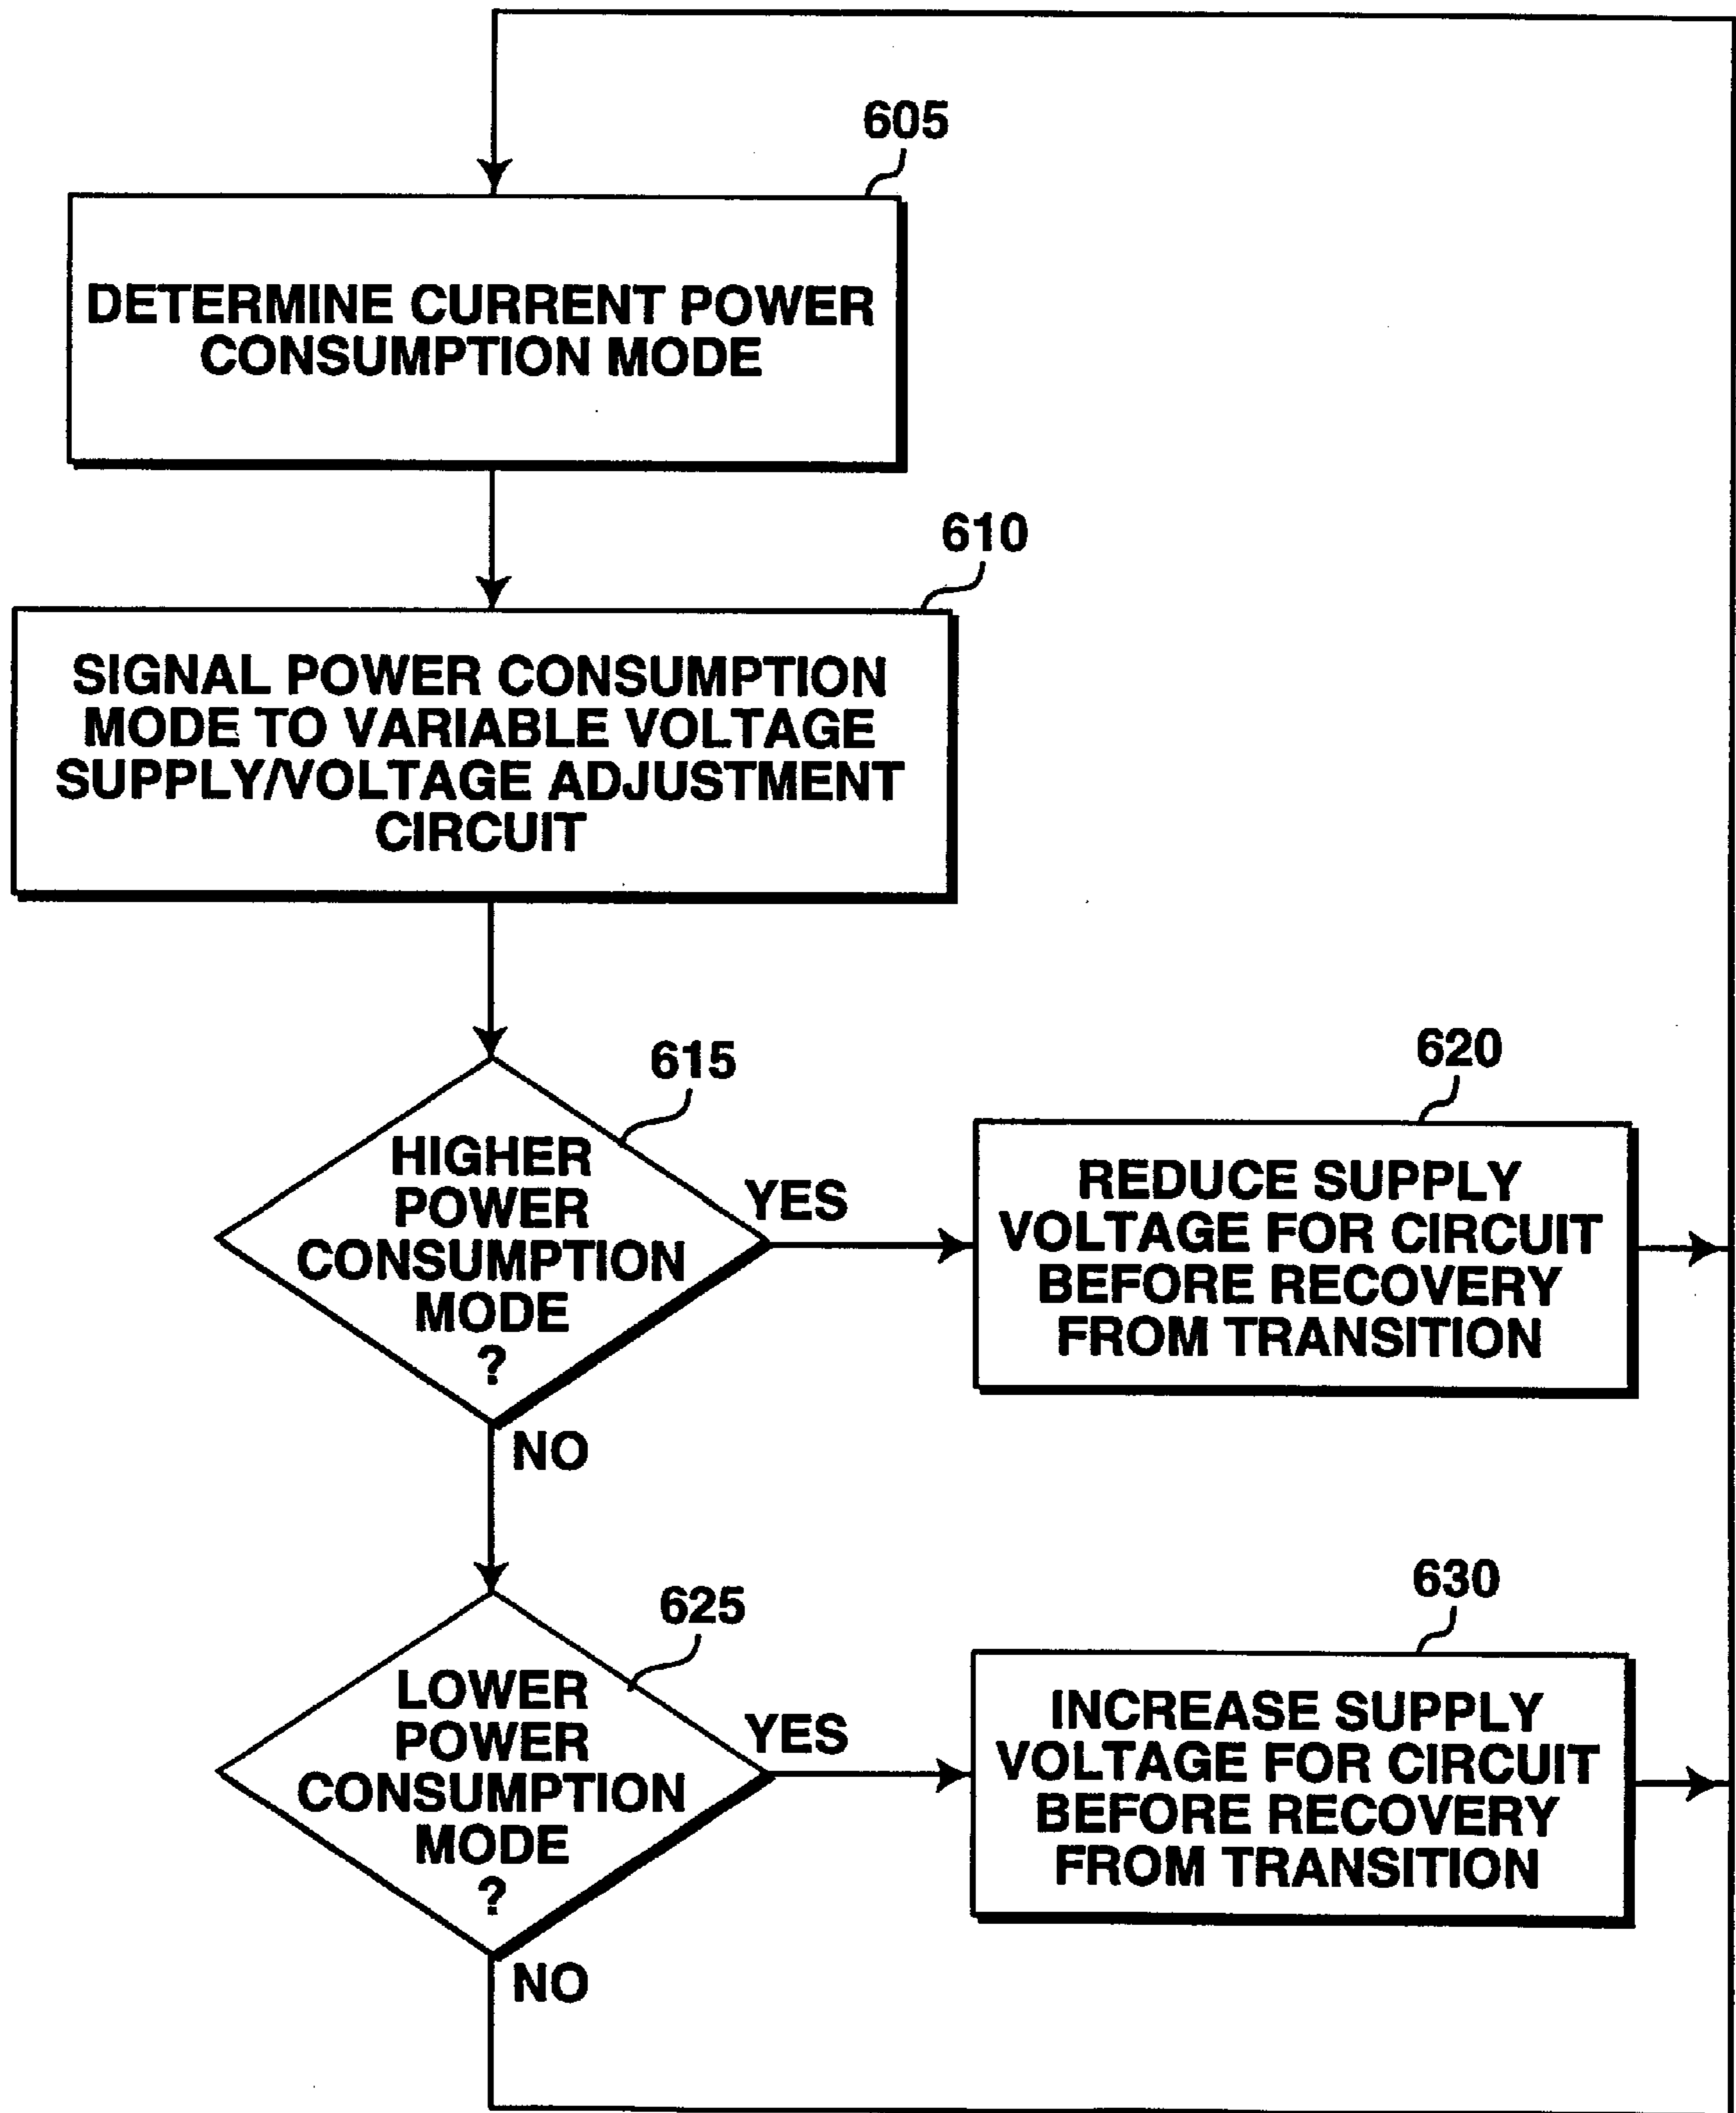 605
DETERMINE CURRENT POWER
CONSUMPTION MODE
610
SIGNAL POWER CONSUMPTION
MODE TO VARIABLE VOLTAGE
SUPPLY/VOLTAGE ADJUSTMENT
CIRCUIT
615
HIGHER
POWER
CONSUMPTION
MODE
?
YES
NO
620
REDUCE SUPPLY
VOLTAGE FOR CIRCUIT
BEFORE RECOVERY
FROM TRANSITION
625
LOWER
POWER
CONSUMPTION
MODE
?
YES
NO
630
INCREASE SUPPLY
VOLTAGE FOR CIRCUIT
BEFORE RECOVERY
FROM TRANSITION